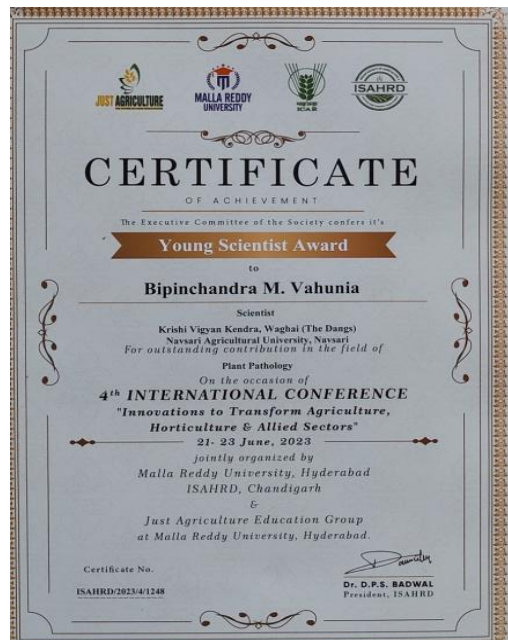 JUST AGRICULTURE
MALLA REDDY
UNIVERSITY
ICAR
ISAHRD
CERTIFICATE
OF ACHIEVEMENT
The Executive Committee of the Society confers it's
Young Scientist Award
to
Bipinchandra M. Vahunia
Scientist
Krishi Vigyan Kendra, Waghai (The Dangs)
Navsari Agricultural University, Navsari
For outstanding contribution in the field of
Plant Pathology
On the occasion of
4th INTERNATIONAL CONFERENCE
"Innovations to Transform Agriculture,
Horticulture & Allied Sectors"
21- 23 June, 2023
jointly organized by
Malla Reddy University, Hyderabad
ISAHRD, Chandigarh
&
Just Agriculture Education Group
at Malla Reddy University, Hyderabad.
Certificate No.
ISAHRD/2023/4/1248
Dr. D.P.S. BADWAL
President, ISAHRD